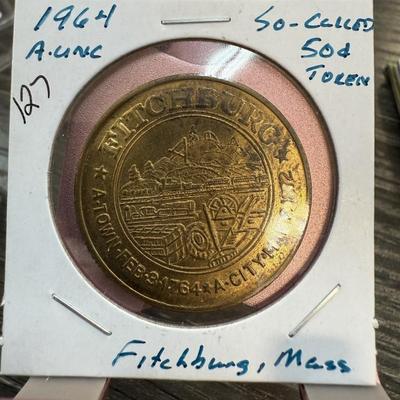 1964
A-UNC
So-Called
50¢
Token
127
FITCHBURG
A·TOWN·FEB·3·1764·A·CITY·
Fitchburg, Mass